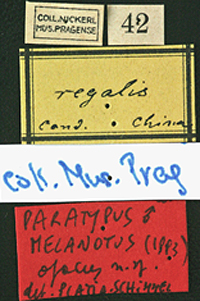 COLL. NICKERL
MUS. PRAGENSE
42
regalis
Cand. China
coll. Mus. Prag
PARATYPUS ♂
MELANOTUS (1993)
opacus n. sp.
det. PLATIA & SCHIMMEL